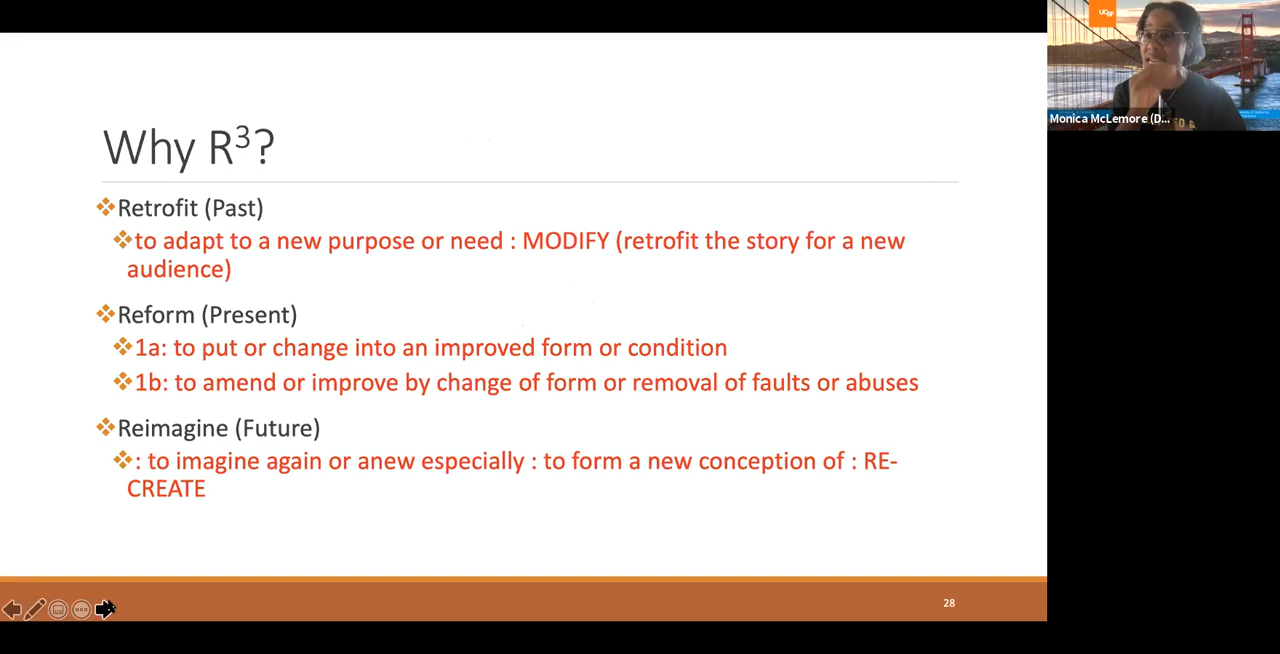 UCSF
Monica McLemore (D...
Why R³?
Retrofit (Past)
to adapt to a new purpose or need : MODIFY (retrofit the story for a new
audience)
Reform (Present)
1a: to put or change into an improved form or condition
1b: to amend or improve by change of form or removal of faults or abuses
Reimagine (Future)
: to imagine again or anew especially : to form a new conception of : RE-
CREATE
28